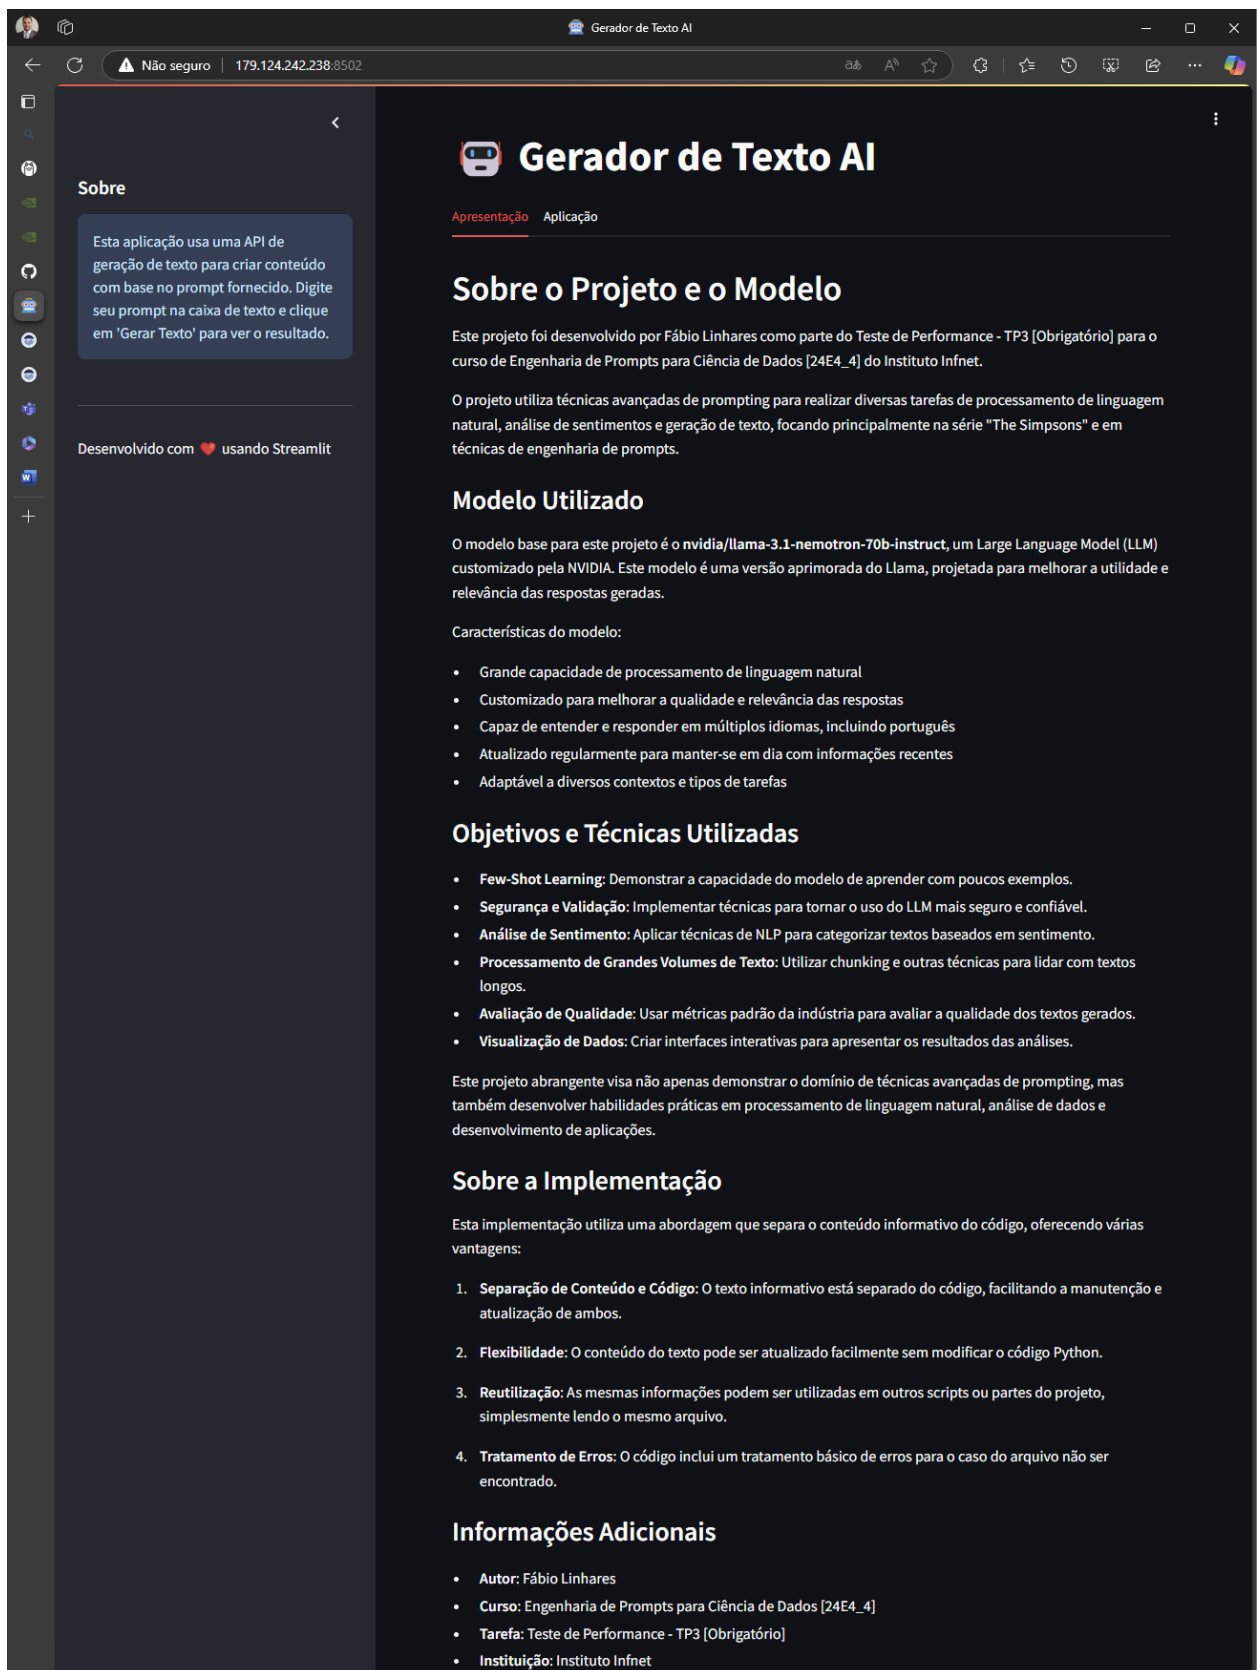 Gerador de Texto AI
Não seguro | 179.124.242.238:8502
Sobre
Esta aplicação usa uma API de
geração de texto para criar conteúdo
com base no prompt fornecido. Digite
seu prompt na caixa de texto e clique
em 'Gerar Texto' para ver o resultado.
Desenvolvido com ❤️ usando Streamlit
Gerador de Texto AI
Apresentação Aplicação
Sobre o Projeto e o Modelo
Este projeto foi desenvolvido por Fábio Linhares como parte do Teste de Performance - TP3 [Obrigatório] para o
curso de Engenharia de Prompts para Ciência de Dados [24E4_4] do Instituto Infnet.
O projeto utiliza técnicas avançadas de prompting para realizar diversas tarefas de processamento de linguagem
natural, análise de sentimentos e geração de texto, focando principalmente na série "The Simpsons" e em
técnicas de engenharia de prompts.
Modelo Utilizado
O modelo base para este projeto é o nvidia/llama-3.1-nemotron-70b-instruct, um Large Language Model (LLM)
customizado pela NVIDIA. Este modelo é uma versão aprimorada do Llama, projetada para melhorar a utilidade e
relevância das respostas geradas.
Características do modelo:
• Grande capacidade de processamento de linguagem natural
• Customizado para melhorar a qualidade e relevância das respostas
• Capaz de entender e responder em múltiplos idiomas, incluindo português
• Atualizado regularmente para manter-se em dia com informações recentes
• Adaptável a diversos contextos e tipos de tarefas
Objetivos e Técnicas Utilizadas
• Few-Shot Learning: Demonstrar a capacidade do modelo de aprender com poucos exemplos.
• Segurança e Validação: Implementar técnicas para tornar o uso do LLM mais seguro e confiável.
• Análise de Sentimento: Aplicar técnicas de NLP para categorizar textos baseados em sentimento.
• Processamento de Grandes Volumes de Texto: Utilizar chunking e outras técnicas para lidar com textos
longos.
• Avaliação de Qualidade: Usar métricas padrão da indústria para avaliar a qualidade dos textos gerados.
• Visualização de Dados: Criar interfaces interativas para apresentar os resultados das análises.
Este projeto abrangente visa não apenas demonstrar o domínio de técnicas avançadas de prompting, mas
também desenvolver habilidades práticas em processamento de linguagem natural, análise de dados e
desenvolvimento de aplicações.
Sobre a Implementação
Esta implementação utiliza uma abordagem que separa o conteúdo informativo do código, oferecendo várias
vantagens:
1. Separação de Conteúdo e Código: O texto informativo está separado do código, facilitando a manutenção e
atualização de ambos.
2. Flexibilidade: O conteúdo do texto pode ser atualizado facilmente sem modificar o código Python.
3. Reutilização: As mesmas informações podem ser utilizadas em outros scripts ou partes do projeto,
simplesmente lendo o mesmo arquivo.
4. Tratamento de Erros: O código inclui um tratamento básico de erros para o caso do arquivo não ser
encontrado.
Informações Adicionais
• Autor: Fábio Linhares
• Curso: Engenharia de Prompts para Ciência de Dados [24E4_4]
• Tarefa: Teste de Performance - TP3 [Obrigatório]
• Instituição: Instituto Infnet